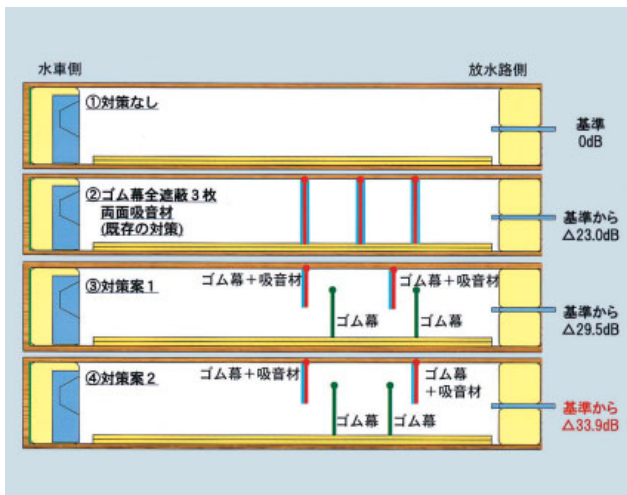 水車側
放水路側
①対策なし
基準
0dB
②ゴム幕全遮蔽３枚
両面吸音材
(既存の対策)
基準から
△23.0dB
③対策案1
ゴム幕＋吸音材
ゴム幕＋吸音材
ゴム幕
ゴム幕
基準から
△29.5dB
④対策案2
ゴム幕＋吸音材
ゴム幕
＋吸音材
ゴム幕
ゴム幕
基準から
△33.9dB